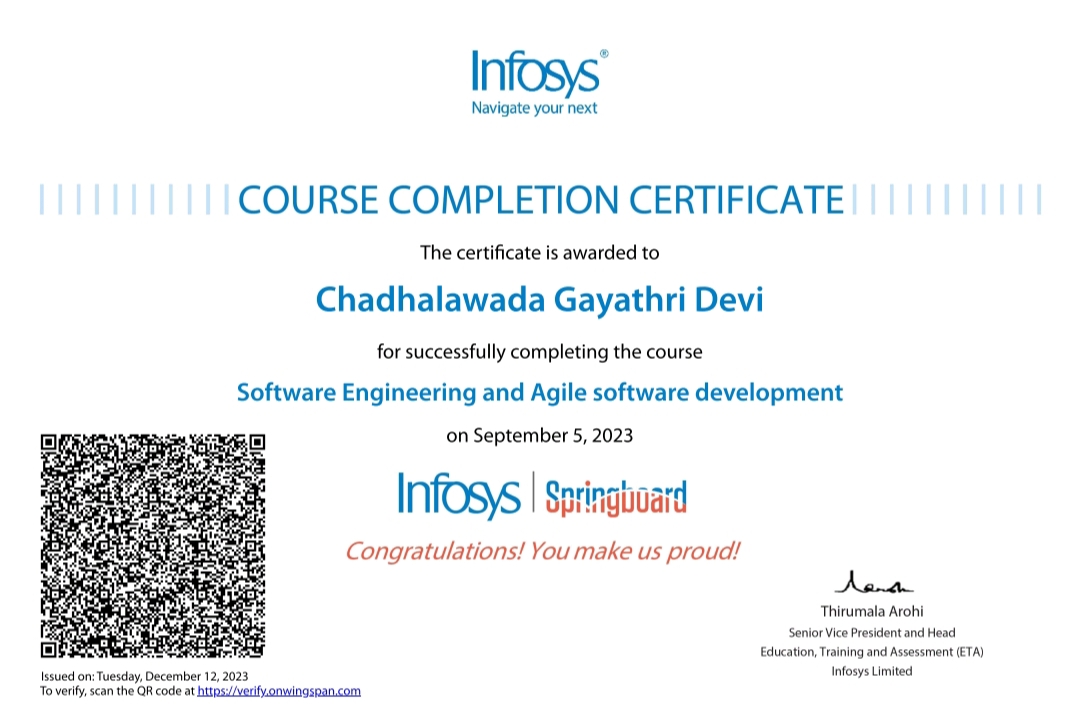 Infosys®
Navigate your next
COURSE COMPLETION CERTIFICATE
The certificate is awarded to
Chadhalawada Gayathri Devi
for successfully completing the course
Software Engineering and Agile software development
on September 5, 2023
Infosys | Springboard
Congratulations! You make us proud!
Thirumala Arohi
Senior Vice President and Head
Education, Training and Assessment (ETA)
Infosys Limited
Issued on: Tuesday, December 12, 2023
To verify, scan the QR code at https://verify.onwingspan.com